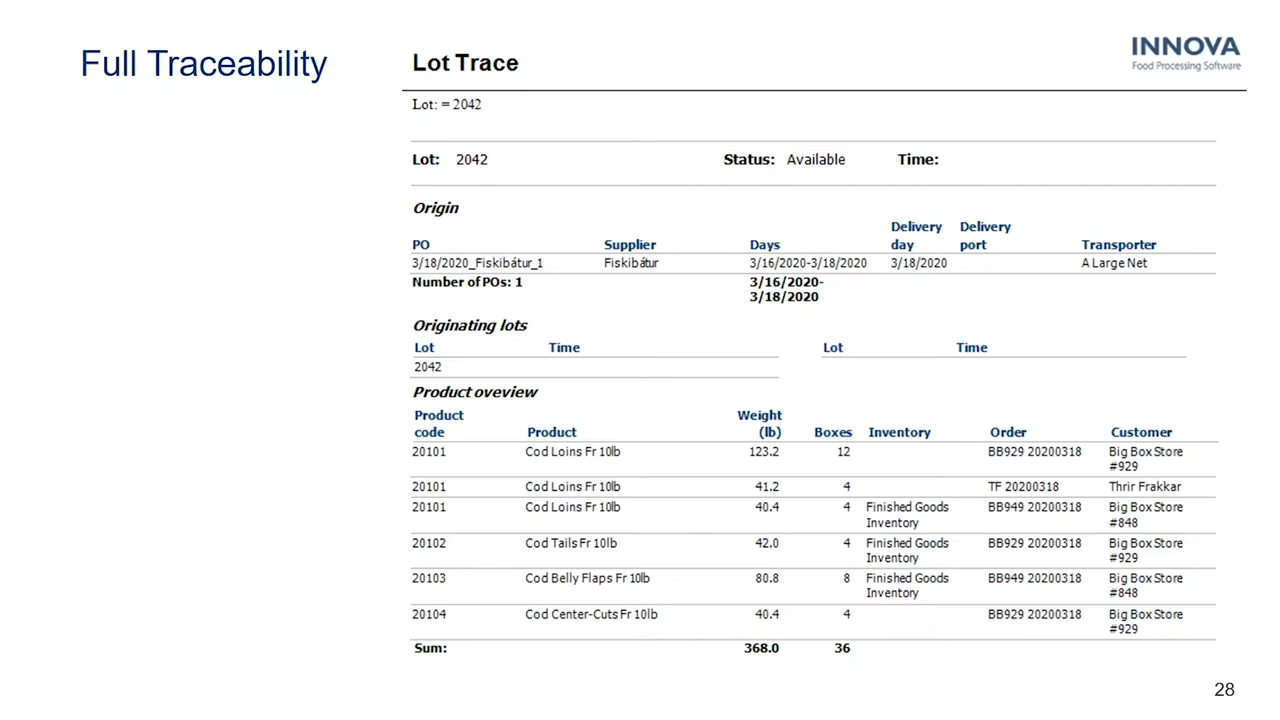 Full Traceability
Lot Trace
INNOVA
Food Processing Software
Lot: = 2042
Lot: 2042 Status: Available Time:
Origin
PO Supplier Days Delivery day Delivery port Transporter
3/18/2020_Fiskibátur_1 Fiskibátur 3/16/2020-3/18/2020 3/18/2020 A Large Net
Number of POs: 1 3/16/2020-
3/18/2020
Originating lots
Lot Time Lot Time
2042
Product oveview
Product code Product Weight (lb) Boxes Inventory Order Customer
20101 Cod Loins Fr 10lb 123.2 12 BB929 20200318 Big Box Store
#929
20101 Cod Loins Fr 10lb 41.2 4 TF 20200318 Thrir Frakkar
20101 Cod Loins Fr 10lb 40.4 4 Finished Goods BB949 20200318 Big Box Store
Inventory #848
20102 Cod Tails Fr 10lb 42.0 4 Finished Goods BB929 20200318 Big Box Store
Inventory #929
20103 Cod Belly Flaps Fr 10lb 80.8 8 Finished Goods BB949 20200318 Big Box Store
Inventory #848
20104 Cod Center-Cuts Fr 10lb 40.4 4 BB929 20200318 Big Box Store
#929
Sum: 368.0 36
28